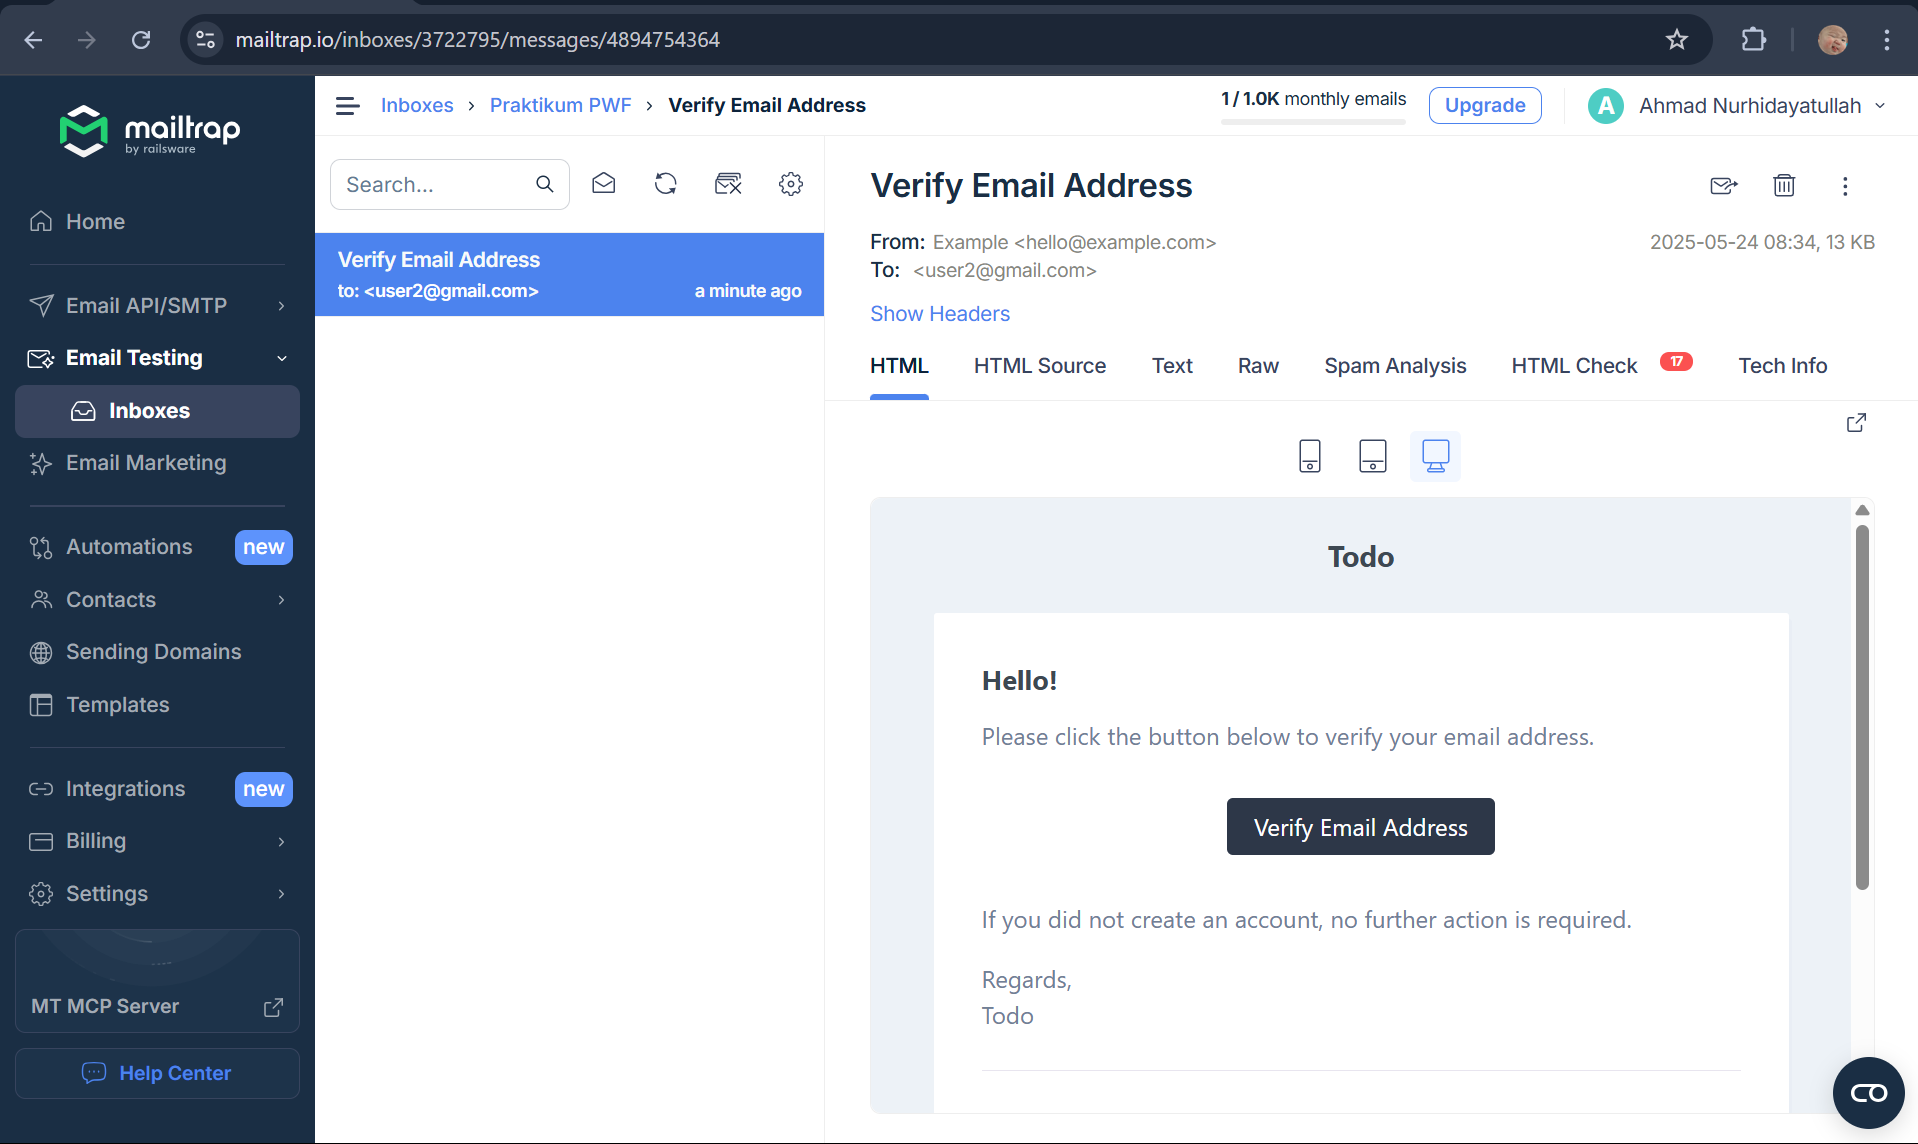 mailtrap.io/inboxes/3722795/messages/4894754364
mailtrap
by railsware
Home
Email API/SMTP
Email Testing
Inboxes
Email Marketing
Automations new
Contacts
Sending Domains
Templates
Integrations new
Billing
Settings
MT MCP Server
Help Center
Inboxes › Praktikum PWF › Verify Email Address
1 / 1.0K monthly emails
Upgrade
A Ahmad Nurhidayatullah
Search...
Verify Email Address
to: <user2@gmail.com> a minute ago
Verify Email Address
From: Example <hello@example.com> 2025-05-24 08:34, 13 KB
To: <user2@gmail.com>
Show Headers
HTML HTML Source Text Raw Spam Analysis HTML Check 17 Tech Info
Todo
Hello!
Please click the button below to verify your email address.
Verify Email Address
If you did not create an account, no further action is required.
Regards,
Todo